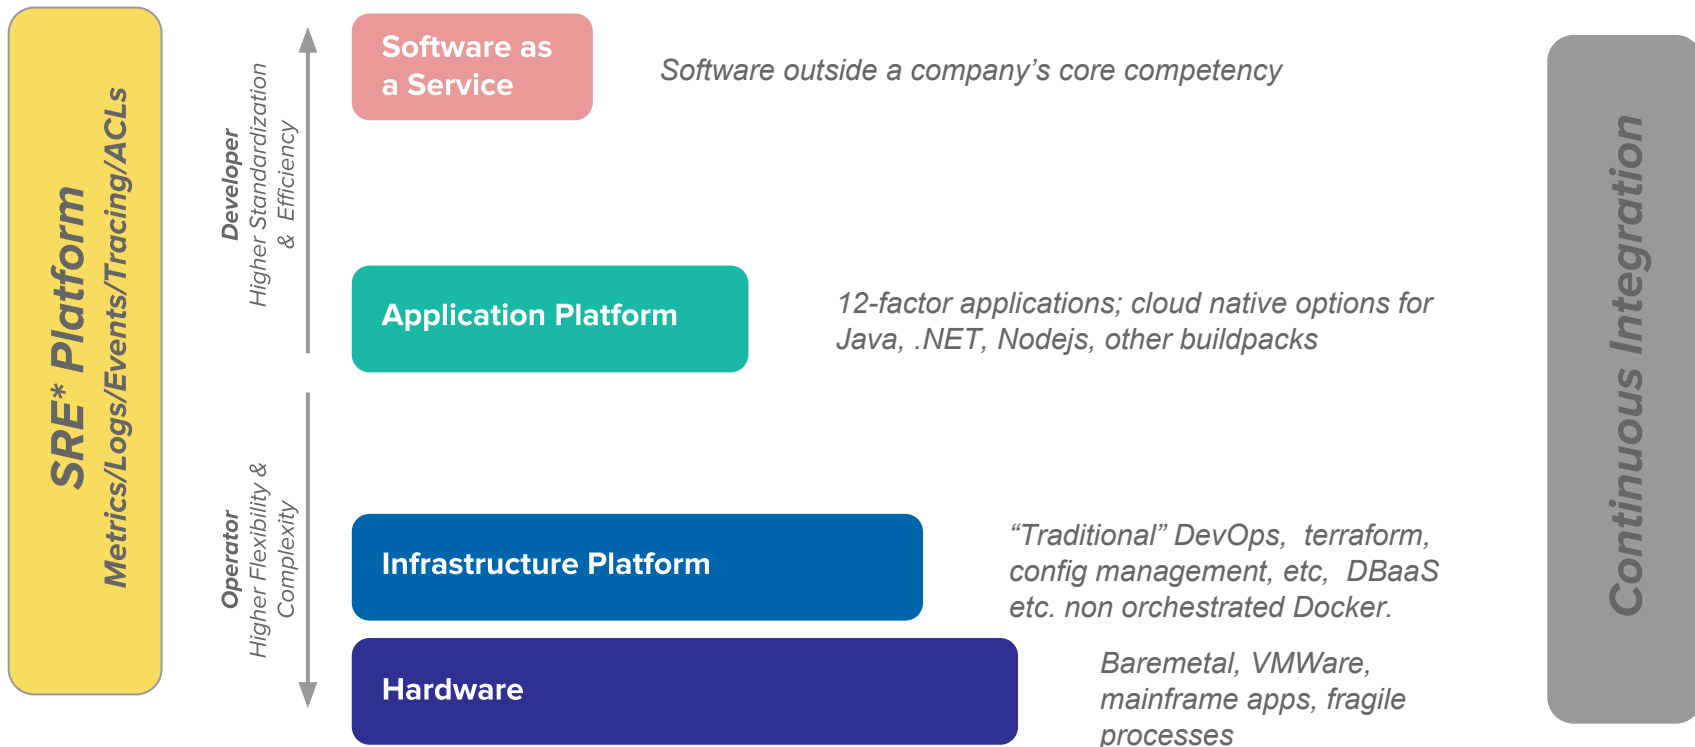 SRE* Platform
Metrics/Logs/Events/Tracing/ACLs
Developer
Higher Standardization
& Efficiency
Operator
Higher Flexibility &
Complexity
Software as
a Service
Software outside a company’s core competency
Application Platform
12-factor applications; cloud native options for
Java, .NET, Nodejs, other buildpacks
Infrastructure Platform
“Traditional” DevOps, terraform,
config management, etc, DBaaS
etc. non orchestrated Docker.
Hardware
Baremetal, VMWare,
mainframe apps, fragile
processes
Continuous Integration